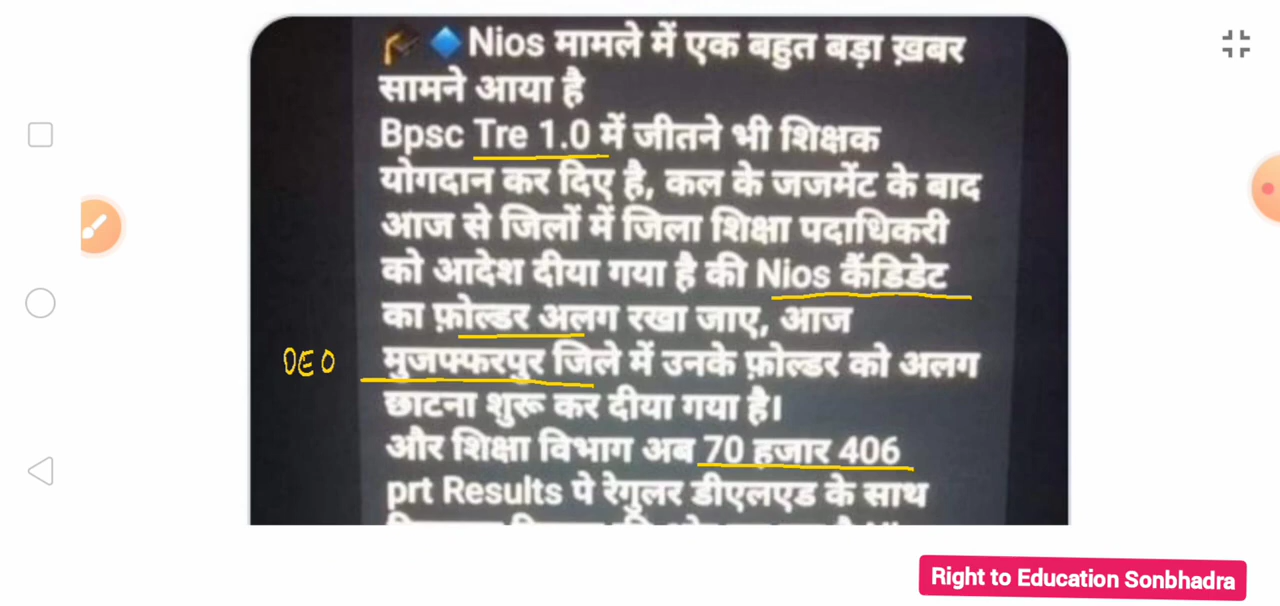 Nios मामले में एक बहुत बड़ा ख़बर
सामने आया है
Bpsc Tre 1.0 में जीतने भी शिक्षक
योगदान कर दिए है, कल के जजमेंट के बाद
आज से जिलों में जिला शिक्षा पदाधिकरी
को आदेश दीया गया है की Nios कैंडिडेट
का फ़ोल्डर अलग रखा जाए, आज
DEO मुजफ्फरपुर जिले में उनके फ़ोल्डर को अलग
छाटना शुरू कर दीया गया है।
और शिक्षा विभाग अब 70 हजार 406
prt Results पे रेगुलर डीएलएड के साथ
Right to Education Sonbhadra